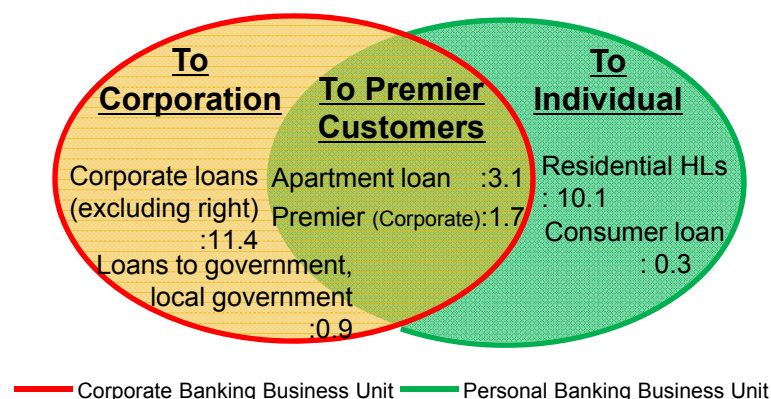 To
Corporation
Corporate loans
(excluding right)
:11.4
Loans to government,
local government
:0.9
To Premier
Customers
Apartment loan :3.1
Premier (Corporate):1.7
To
Individual
Residential HLs
: 10.1
Consumer loan
: 0.3
Corporate Banking Business Unit
Personal Banking Business Unit